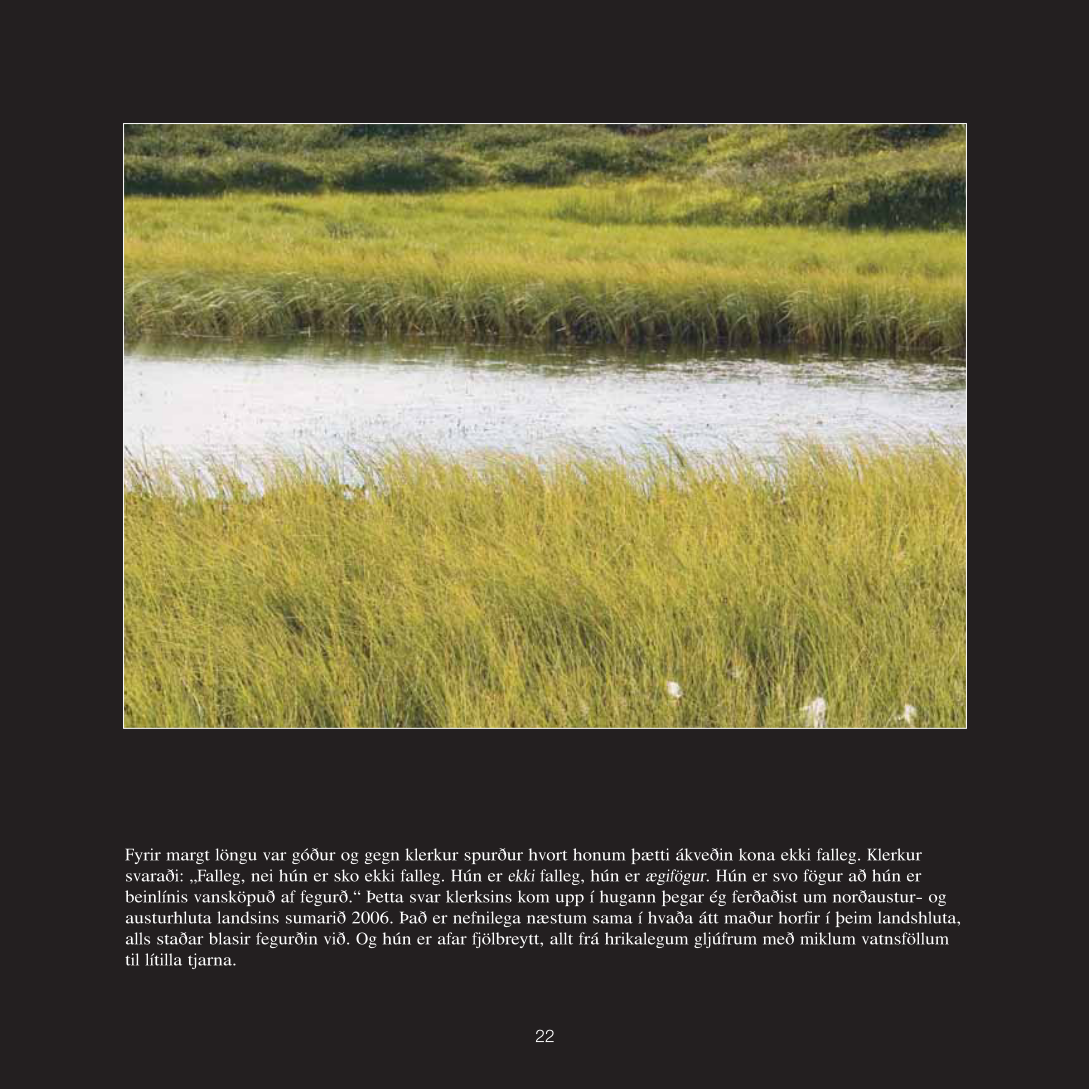 Fyrir margt löngu var góður og gegn klerkur spurður hvort honum þætti ákveðin kona ekki falleg. Klerkur
svaraði: „Falleg, nei hún er sko ekki falleg. Hún er ekki falleg, hún er ægifögur. Hún er svo fögur að hún er
beinlínis vansköpuð af fegurð.“ Þetta svar klerksins kom upp í hugann þegar ég ferðaðist um norðaustur- og
austurhluta landsins sumarið 2006. Það er nefnilega næstum sama í hvaða átt maður horfir í þeim landshluta,
alls staðar blasir fegurðin við. Og hún er afar fjölbreytt, allt frá hrikalegum gljúfrum með miklum vatnsföllum
til lítilla tjarna.
22